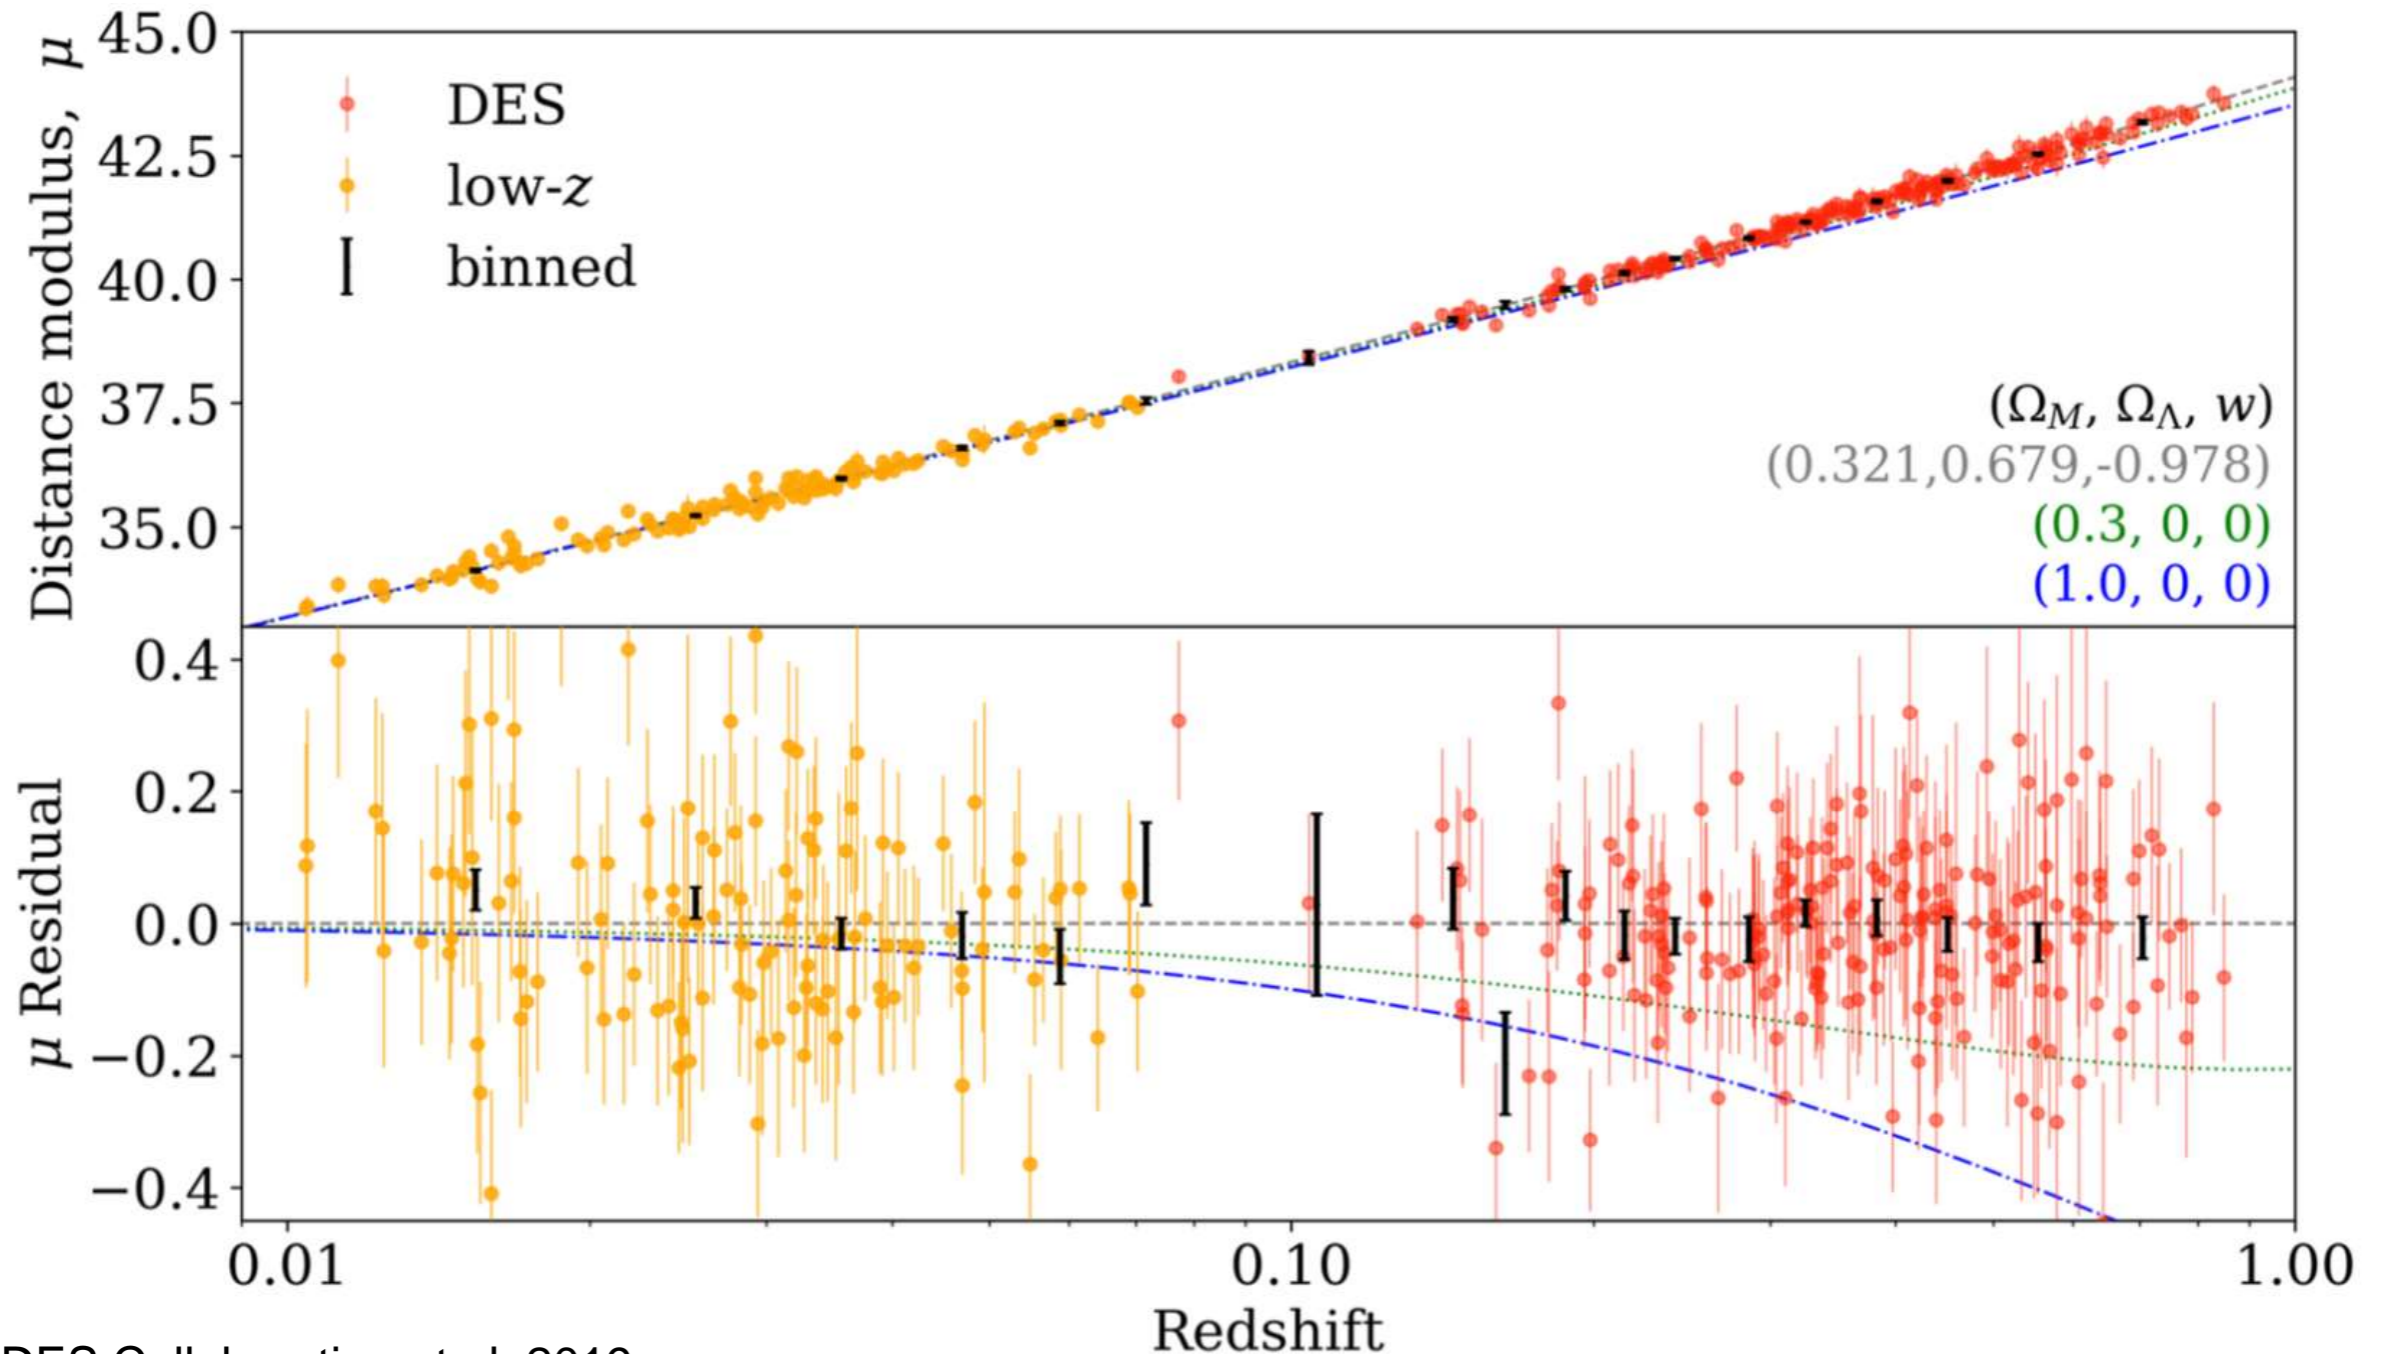 45.0
42.5
40.0
37.5
35.0
Distance modulus, μ
DES
low-z
binned
(Ω_M, Ω_Λ, w)
(0.321,0.679,-0.978)
(0.3, 0, 0)
(1.0, 0, 0)
0.4
0.2
0.0
−0.2
−0.4
μ Residual
0.01 0.10 1.00
Redshift